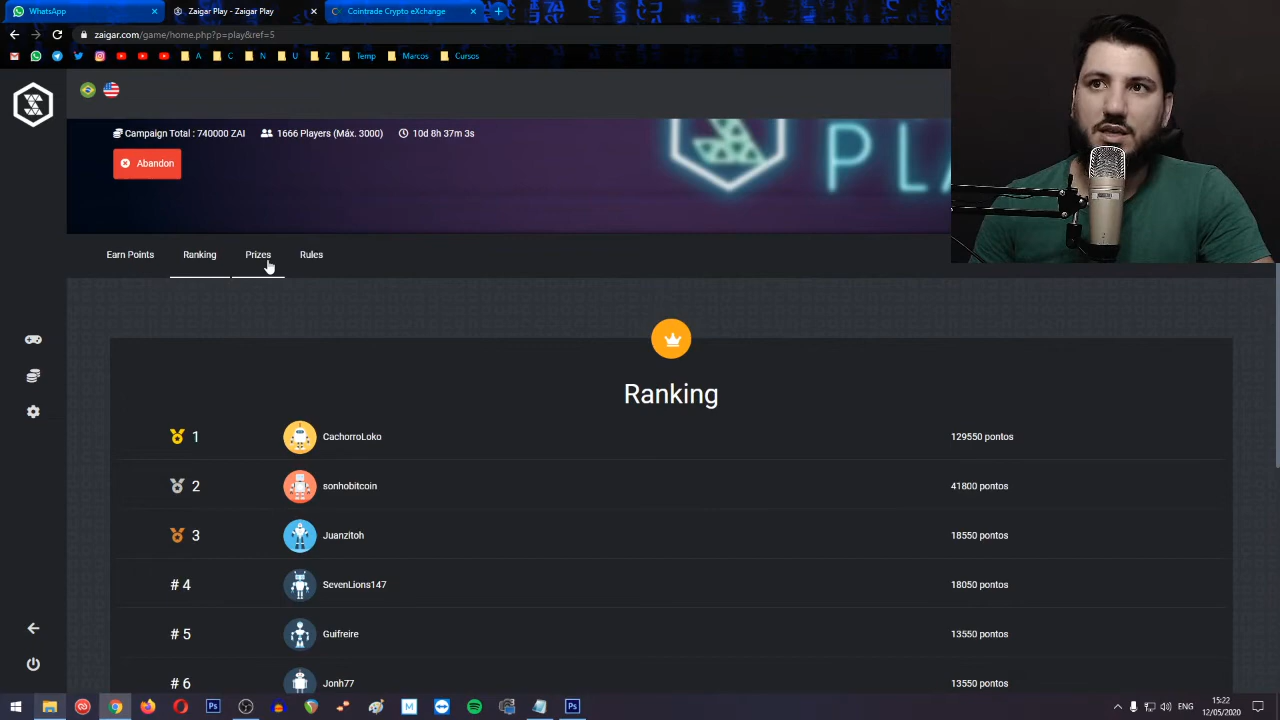 WhatsApp
Zaigar Play - Zaigar Play
Cointrade Crypto eXchange
zaigar.com/game/home.php?p=play&ref=5
A
C
N
U
Z
Temp
Marcos
Cursos
Campaign Total : 740000 ZAI
1666 Players (Máx. 3000)
10d 8h 37m 3s
Abandon
PLA
Earn Points
Ranking
Prizes
Rules
Ranking
1 CachorroLoko 129550 pontos
2 sonhobitcoin 41800 pontos
3 Juanzitoh 18550 pontos
# 4 SevenLions147 18050 pontos
# 5 Guifreire 13550 pontos
# 6 Jonh77 13550 pontos
ENG
15:22
12/05/2020